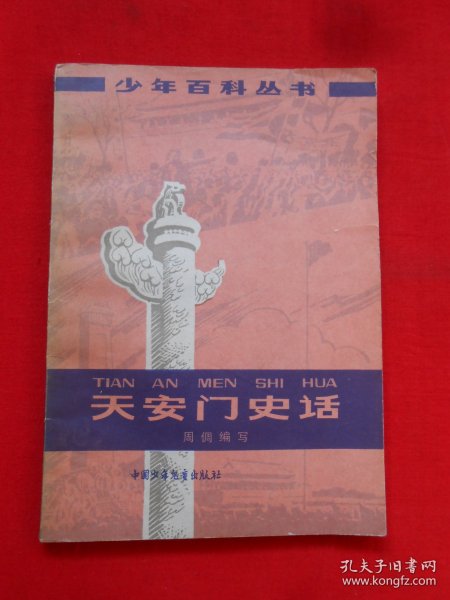 少年百科丛书
TIAN AN MEN SHI HUA
天安门史话
周倜编写
中国少年儿童出版社
孔夫子旧书网
www.kongfz.com